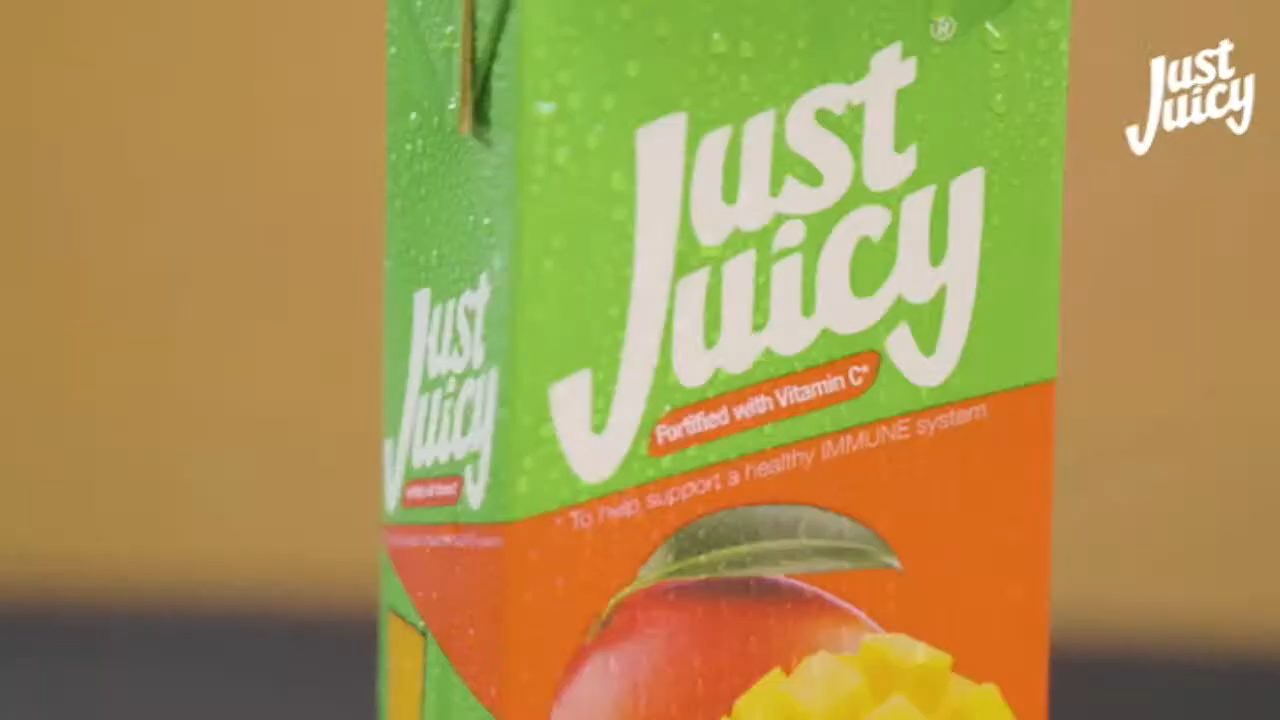 Just
Juicy
®
Fortified with Vitamin C*
* To help support a healthy IMMUNE system
Just
Juicy
Just
Juicy